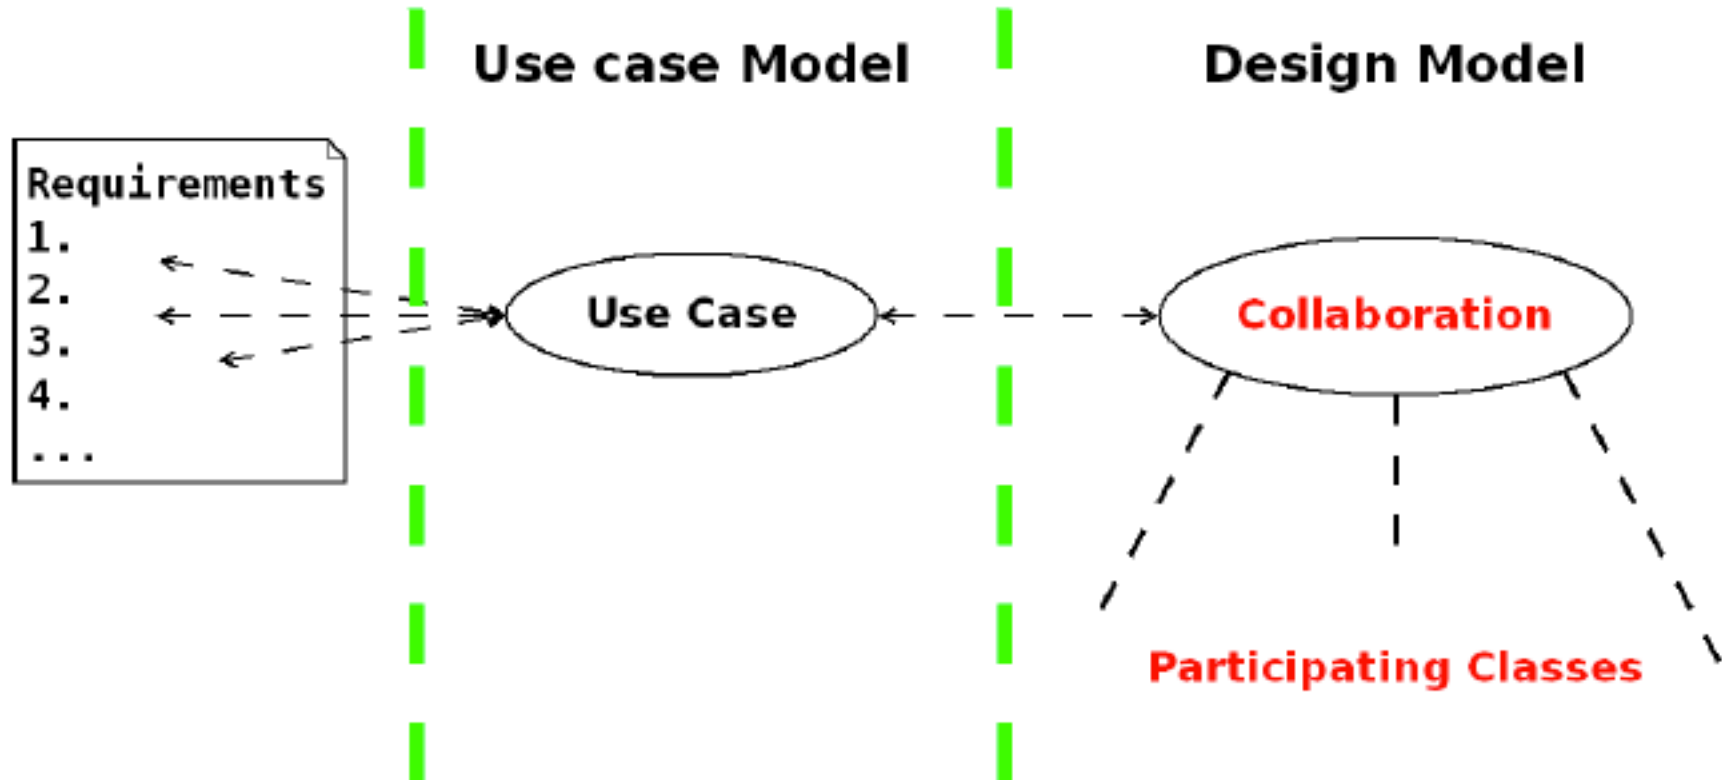 Use case Model
Design Model
Requirements
1.
2.
3.
4.
...
Use Case
Collaboration
Participating Classes